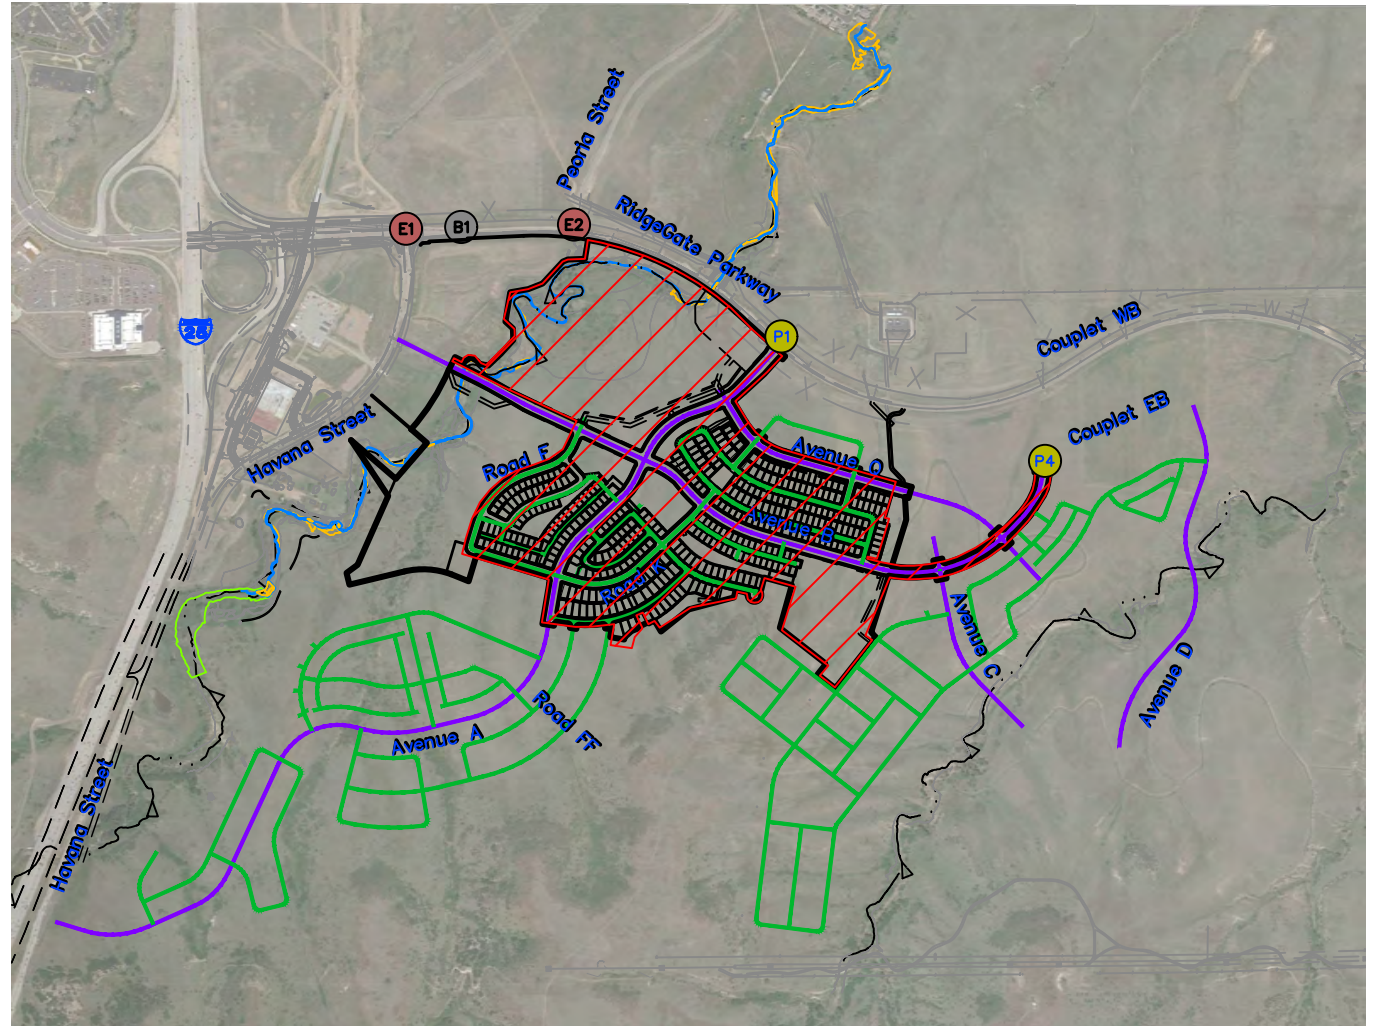 Peoria Street
RidgeGate Parkway
E1
B1
E2
P1
Couplet WB
Couplet EB
Havana Street
Road F
Avenue O
P4
Avenue B
Road K
Avenue C
Avenue D
Road FF
Avenue A
Havana Street